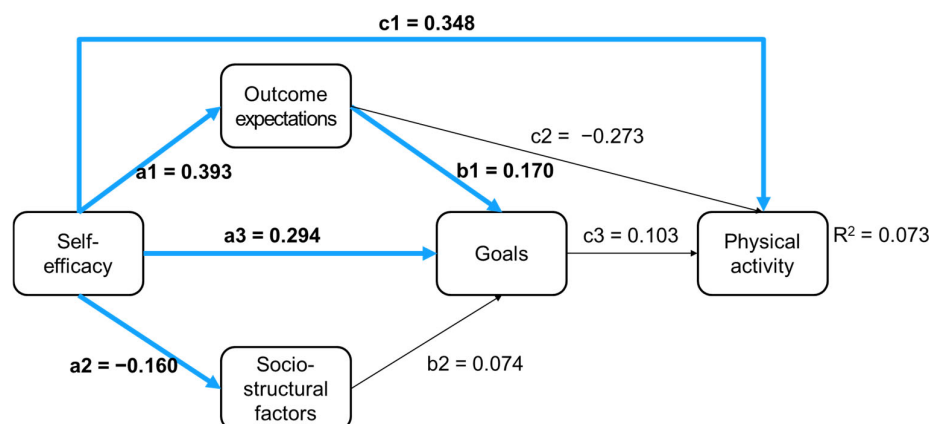 c1 = 0.348
Outcome
expectations
c2 = −0.273
a1 = 0.393
b1 = 0.170
Self-
efficacy
a3 = 0.294
Goals
c3 = 0.103
Physical
activity
R² = 0.073
a2 = −0.160
Socio-
structural
factors
b2 = 0.074